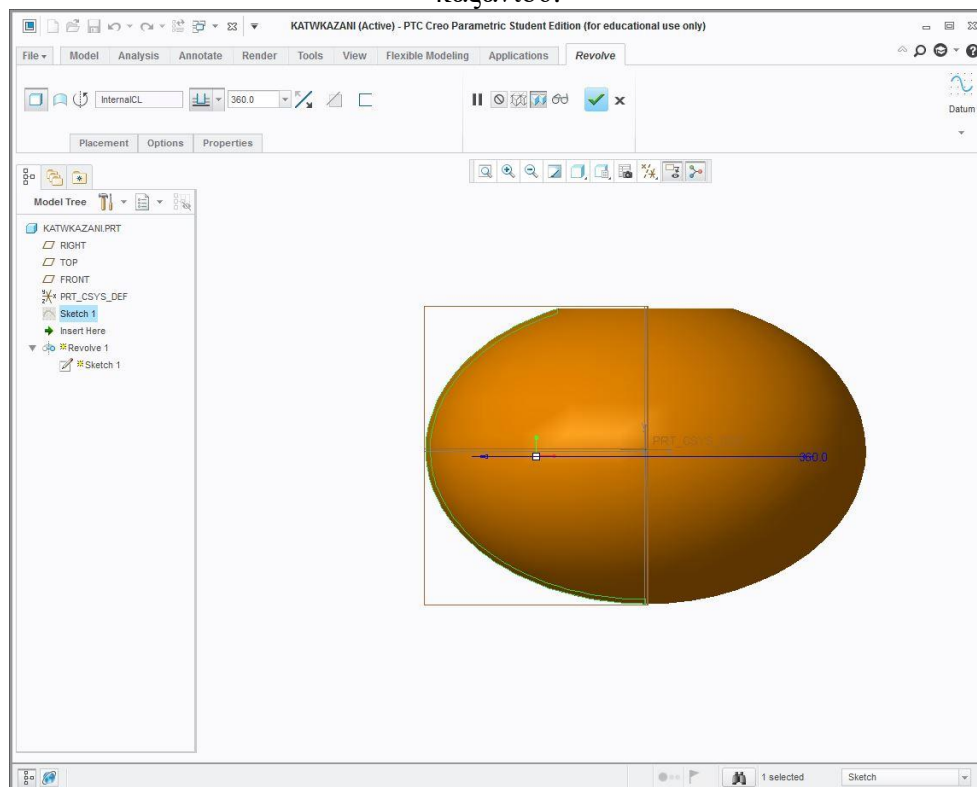 KATWKAZANI (Active) - PTC Creo Parametric Student Edition (for educational use only)
File Model Analysis Annotate Render Tools View Flexible Modeling Applications Revolve
InternalCL 360.0
Datum
Placement Options Properties
Model Tree
KATWKAZANI.PRT
RIGHT
TOP
FRONT
PRT_CSYS_DEF
Sketch 1
Insert Here
Revolve 1
Sketch 1
360.0
1 selected Sketch